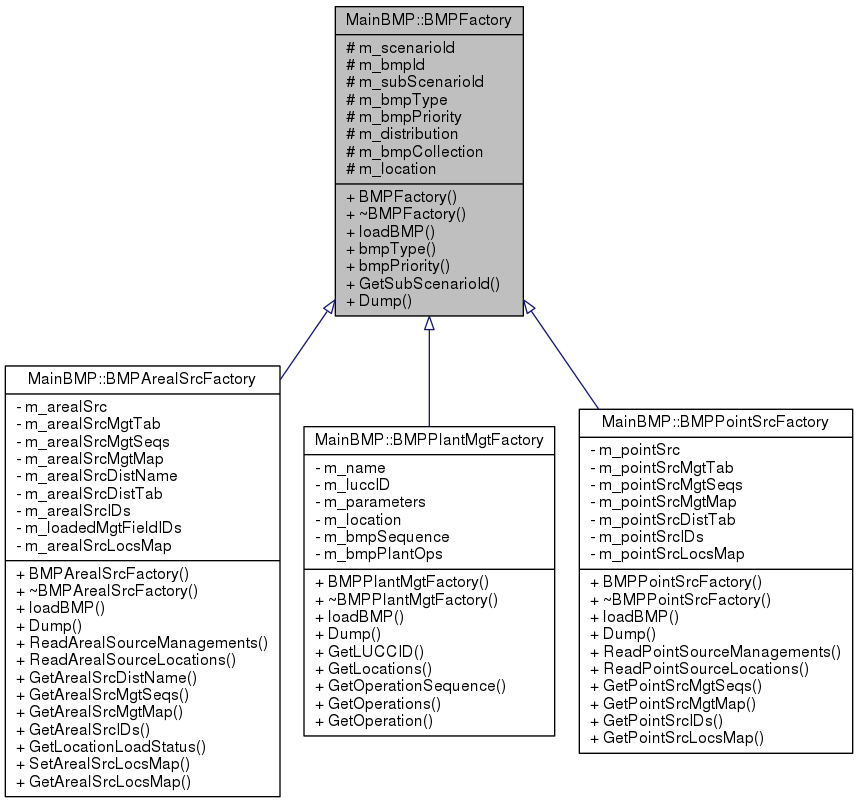 MainBMP::BMPFactory
# m_scenarioId
# m_bmpId
# m_subScenarioId
# m_bmpType
# m_bmpPriority
# m_distribution
# m_bmpCollection
# m_location
+ BMPFactory()
+ ~BMPFactory()
+ loadBMP()
+ bmpType()
+ bmpPriority()
+ GetSubScenarioId()
+ Dump()
MainBMP::BMPArealSrcFactory
- m_arealSrc
- m_arealSrcMgtTab
- m_arealSrcMgtSeqs
- m_arealSrcMgtMap
- m_arealSrcDistName
- m_arealSrcDistTab
- m_arealSrcIDs
- m_loadedMgtFieldIDs
- m_arealSrcLocsMap
+ BMPArealSrcFactory()
+ ~BMPArealSrcFactory()
+ loadBMP()
+ Dump()
+ ReadArealSourceManagements()
+ ReadArealSourceLocations()
+ GetArealSrcDistName()
+ GetArealSrcMgtSeqs()
+ GetArealSrcMgtMap()
+ GetArealSrcIDs()
+ GetLocationLoadStatus()
+ SetArealSrcLocsMap()
+ GetArealSrcLocsMap()
MainBMP::BMPPlantMgtFactory
- m_name
- m_luccID
- m_parameters
- m_location
- m_bmpSequence
- m_bmpPlantOps
+ BMPPlantMgtFactory()
+ ~BMPPlantMgtFactory()
+ loadBMP()
+ Dump()
+ GetLUCCID()
+ GetLocations()
+ GetOperationSequence()
+ GetOperations()
+ GetOperation()
MainBMP::BMPPointSrcFactory
- m_pointSrc
- m_pointSrcMgtTab
- m_pointSrcMgtSeqs
- m_pointSrcMgtMap
- m_pointSrcDistTab
- m_pointSrcIDs
- m_pointSrcLocsMap
+ BMPPointSrcFactory()
+ ~BMPPointSrcFactory()
+ loadBMP()
+ Dump()
+ ReadPointSourceManagements()
+ ReadPointSourceLocations()
+ GetPointSrcMgtSeqs()
+ GetPointSrcMgtMap()
+ GetPointSrcIDs()
+ GetPointSrcLocsMap()